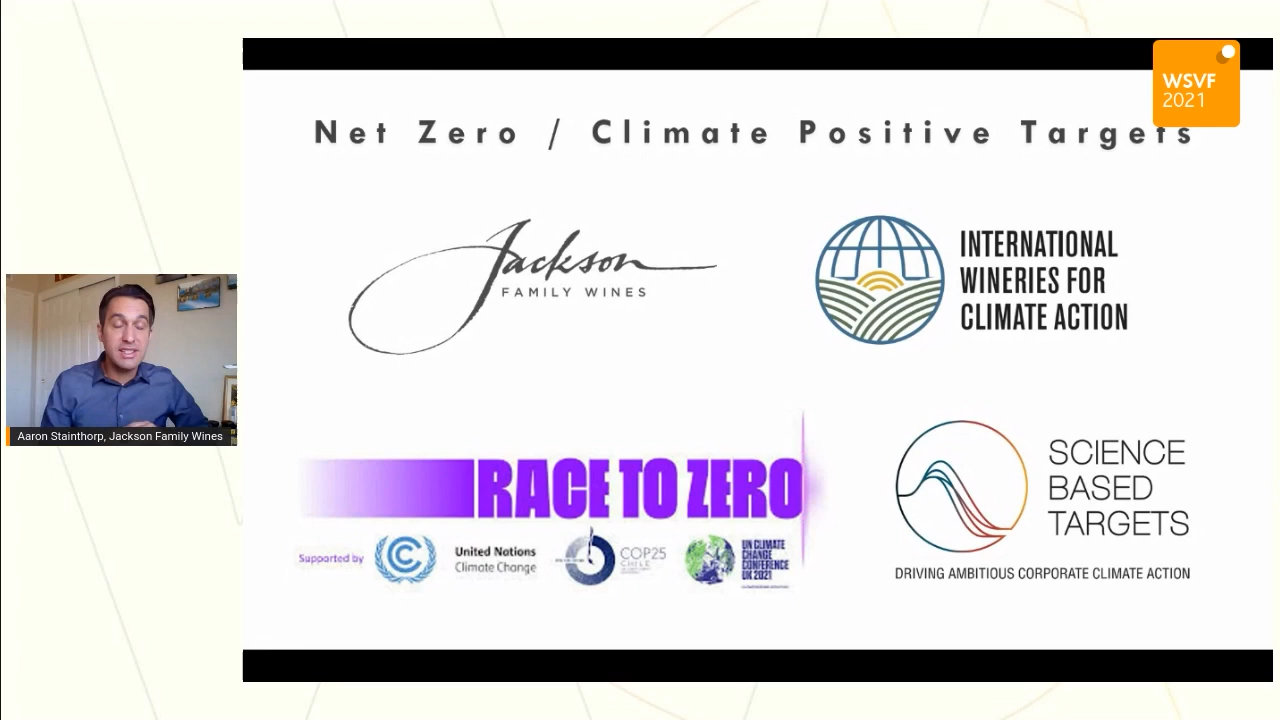 WSVF
2021
Net Zero / Climate Positive Targets
Jackson
FAMILY WINES
INTERNATIONAL
WINERIES FOR
CLIMATE ACTION
Aaron Stainthorp, Jackson Family Wines
RACE TO ZERO
Supported by
United Nations
Climate Change
COP25
CHILE
UN CLIMATE
CHANGE
CONFERENCE
UK 2021
SCIENCE
BASED
TARGETS
DRIVING AMBITIOUS CORPORATE CLIMATE ACTION